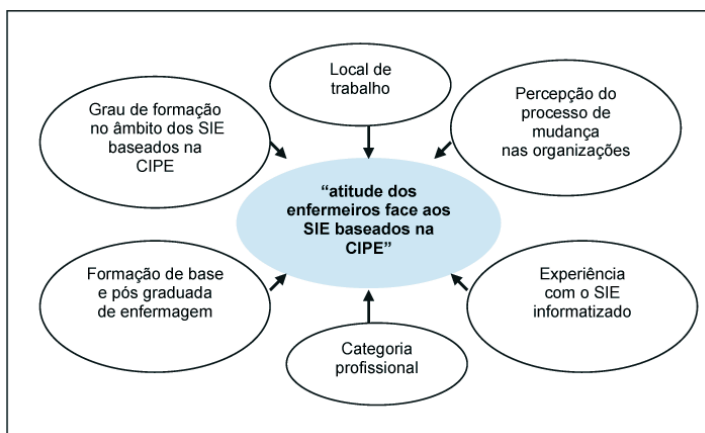 Local de
trabalho
Grau de formação
no âmbito dos SIE
baseados na
CIPE
Percepção do
processo de
mudança
nas organizações
“atitude dos
enfermeiros face aos
SIE baseados na
CIPE”
Formação de base
e pós graduada
de enfermagem
Experiência
com o SIE
informatizado
Categoria
profissional